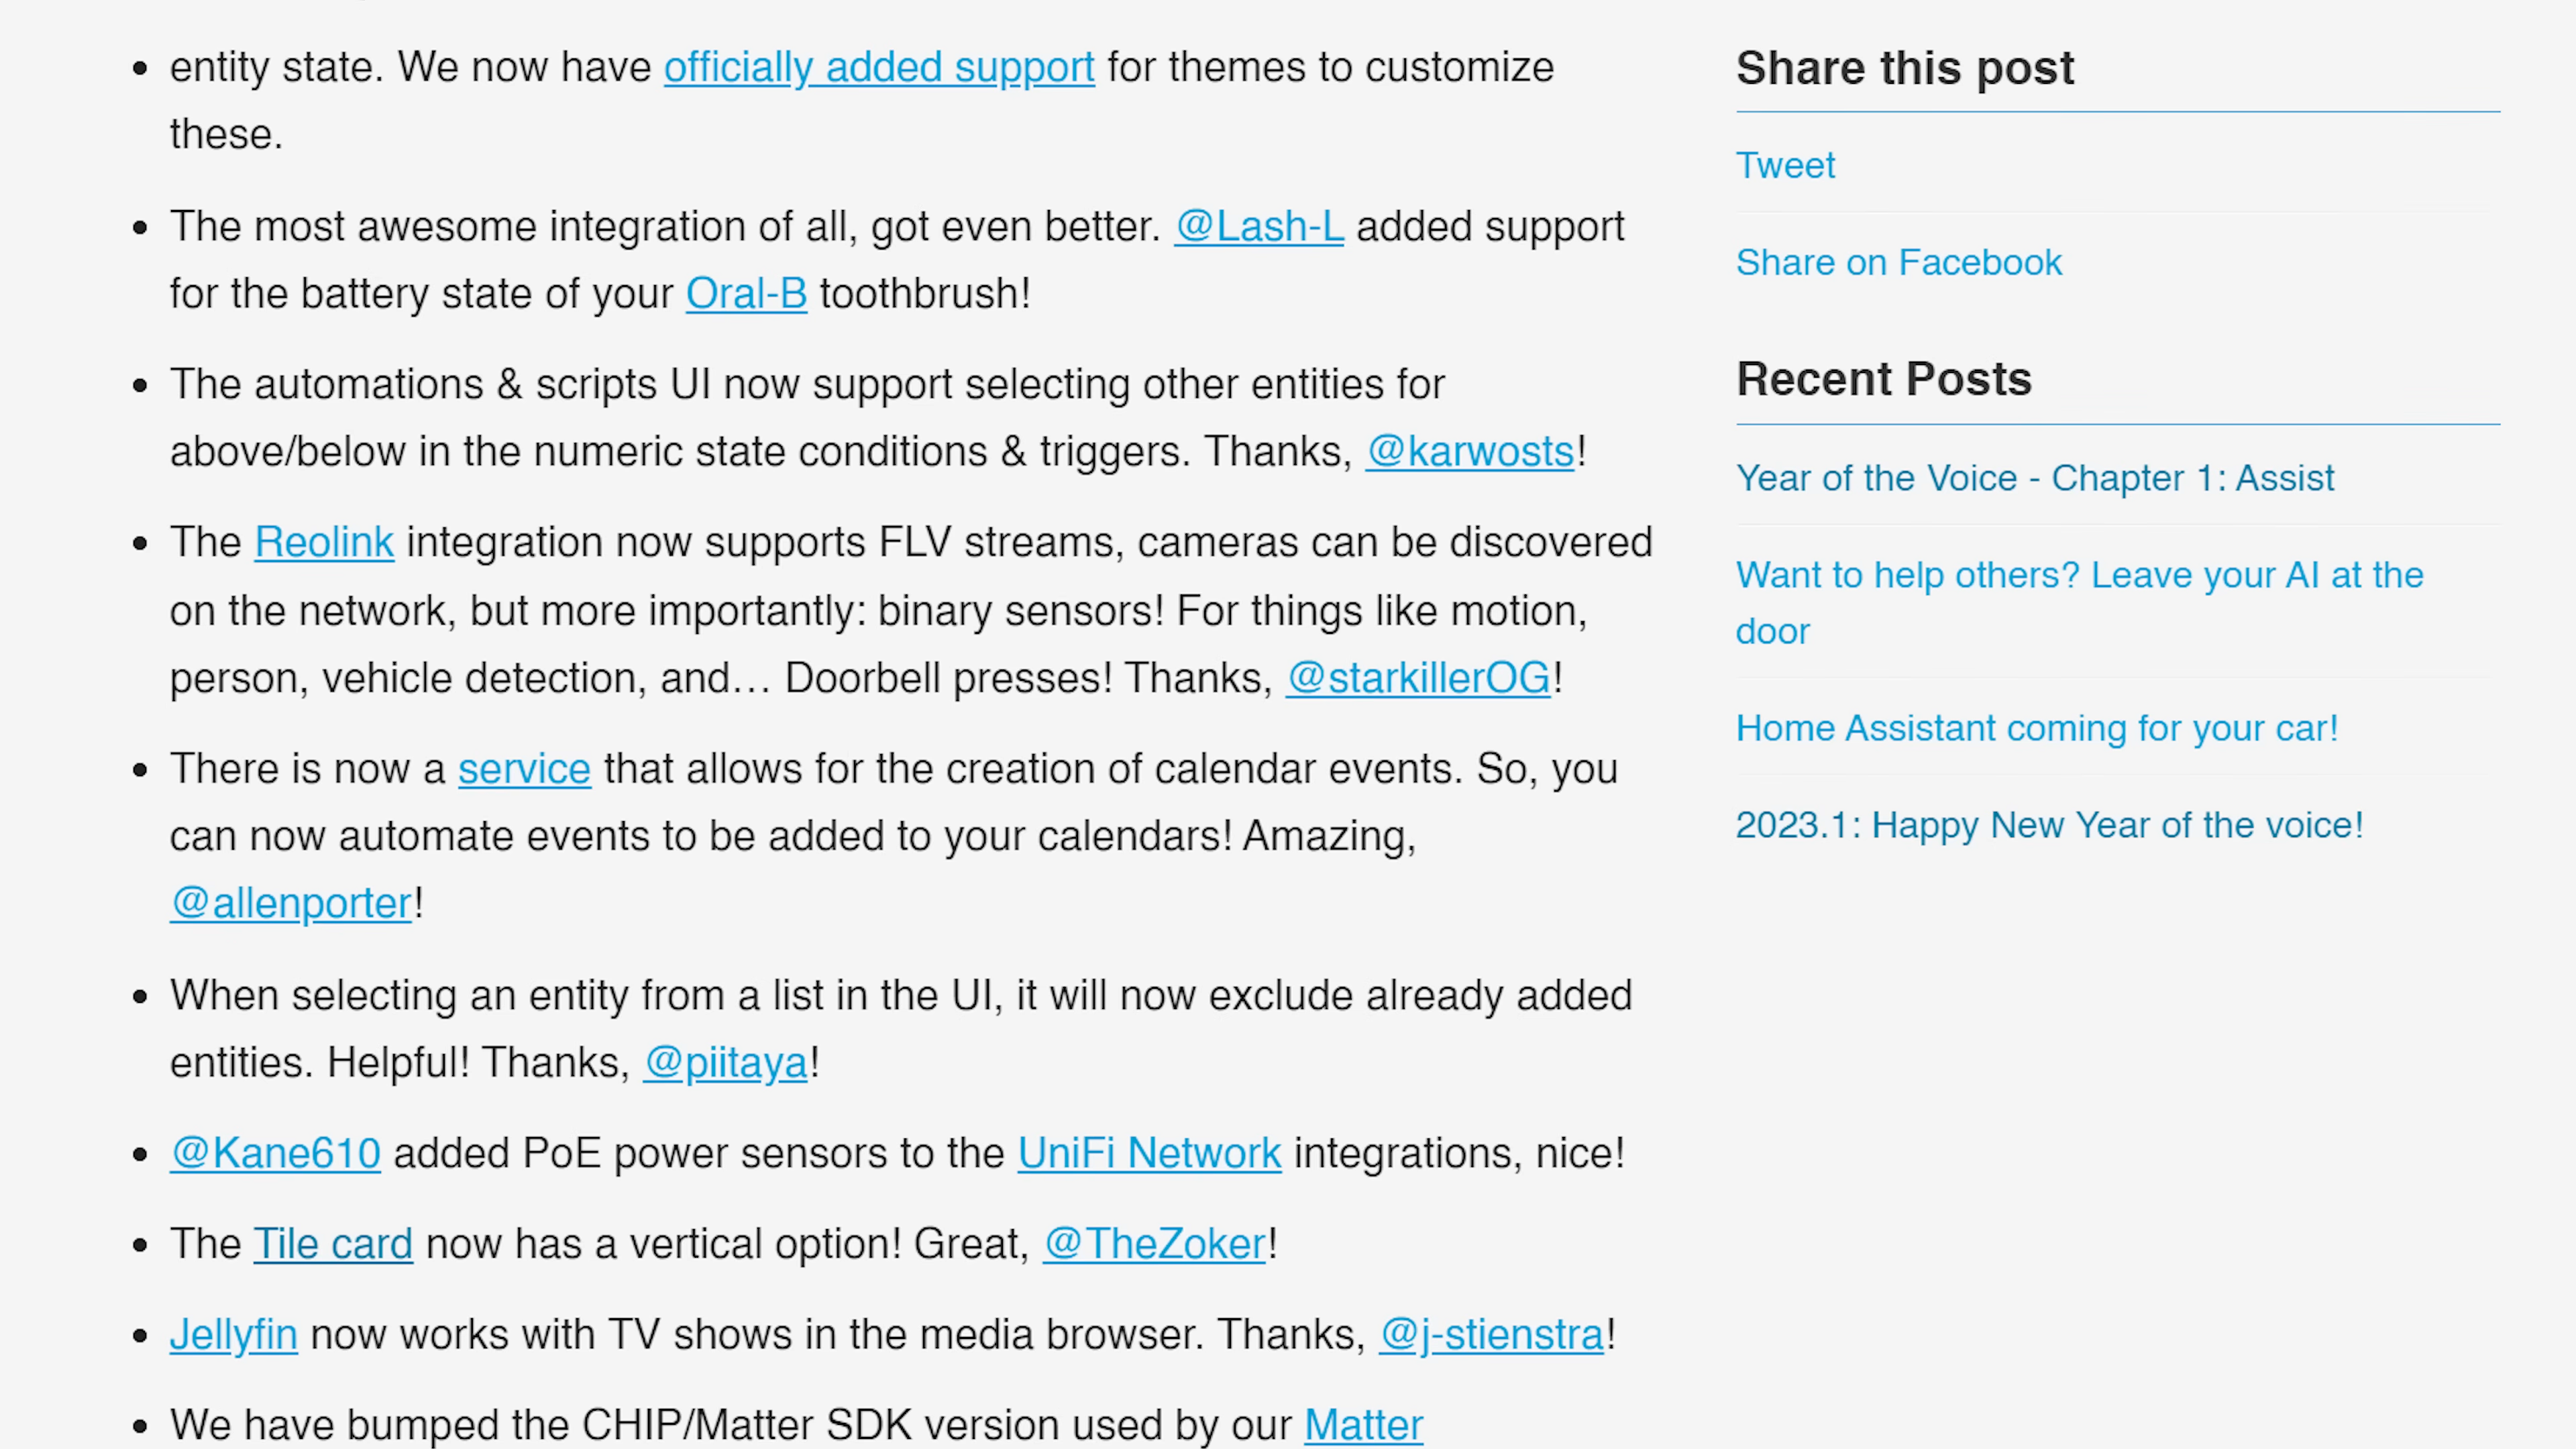 entity state. We now have officially added support for themes to customize
these.
The most awesome integration of all, got even better. @Lash-L added support
for the battery state of your Oral-B toothbrush!
The automations & scripts UI now support selecting other entities for
above/below in the numeric state conditions & triggers. Thanks, @karwosts!
The Reolink integration now supports FLV streams, cameras can be discovered
on the network, but more importantly: binary sensors! For things like motion,
person, vehicle detection, and… Doorbell presses! Thanks, @starkillerOG!
There is now a service that allows for the creation of calendar events. So, you
can now automate events to be added to your calendars! Amazing,
@allenporter!
When selecting an entity from a list in the UI, it will now exclude already added
entities. Helpful! Thanks, @piitaya!
@Kane610 added PoE power sensors to the UniFi Network integrations, nice!
The Tile card now has a vertical option! Great, @TheZoker!
Jellyfin now works with TV shows in the media browser. Thanks, @j-stienstra!
We have bumped the CHIP/Matter SDK version used by our Matter
Share this post
Tweet
Share on Facebook
Recent Posts
Year of the Voice - Chapter 1: Assist
Want to help others? Leave your AI at the
door
Home Assistant coming for your car!
2023.1: Happy New Year of the voice!